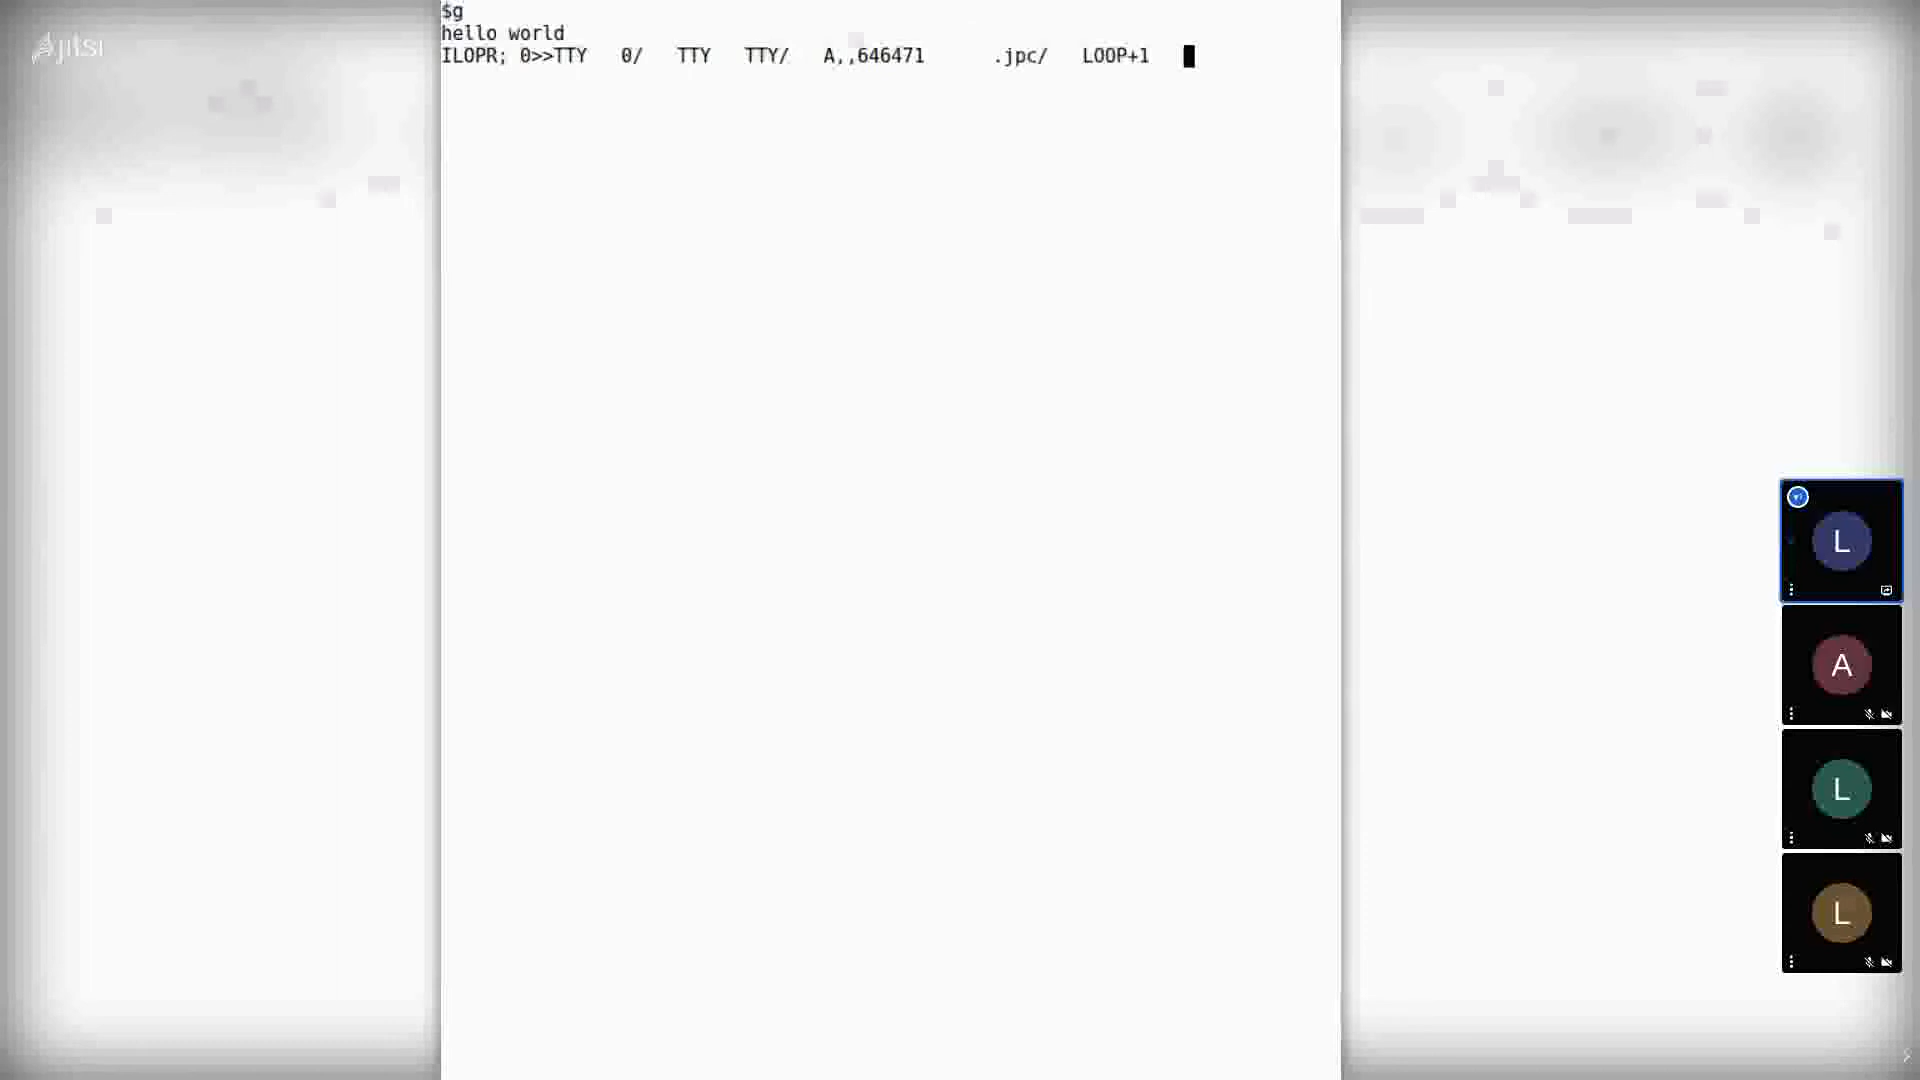 jitsi
$g
hello world
ILOPR; 0>>TTY 0/ TTY TTY/ A,,646471 .jpc/ LOOP+1
L
A
L
L